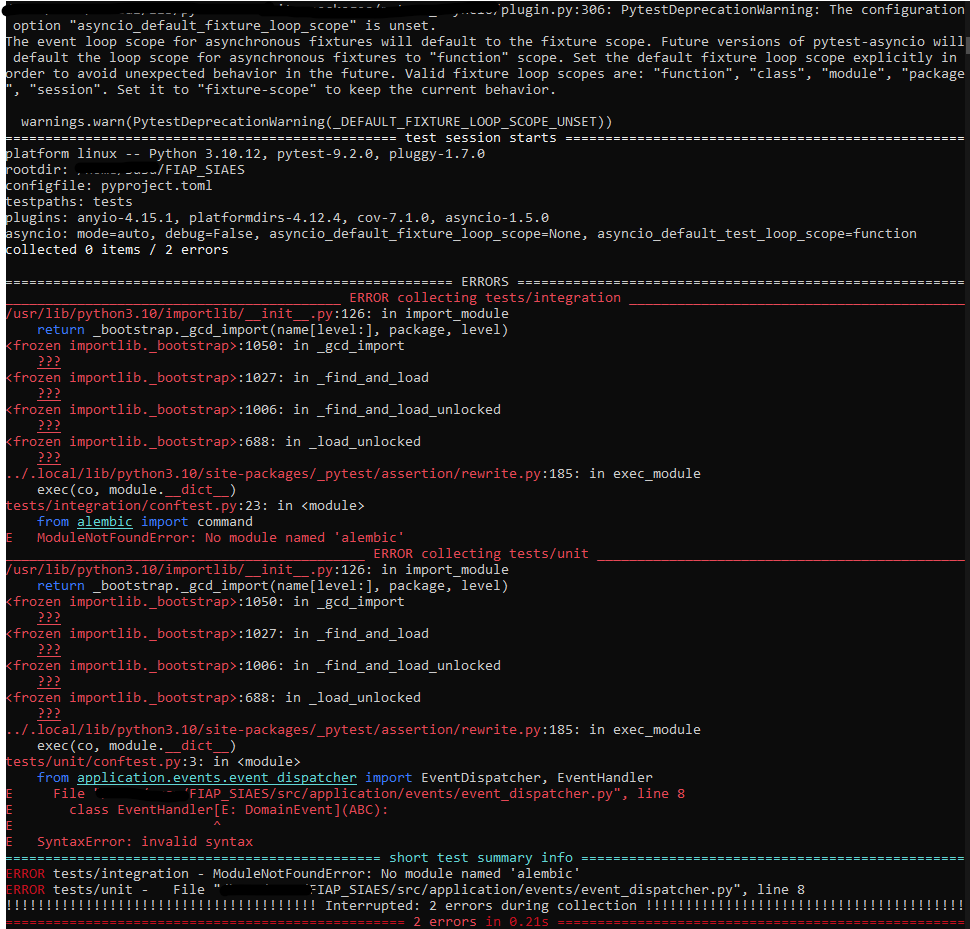 /plugin.py:306: PytestDeprecationWarning: The configuration
option "asyncio_default_fixture_loop_scope" is unset.
The event loop scope for asynchronous fixtures will default to the fixture scope. Future versions of pytest-asyncio will
default the loop scope for asynchronous fixtures to "function" scope. Set the default fixture loop scope explicitly in
order to avoid unexpected behavior in the future. Valid fixture loop scopes are: "function", "class", "module", "package
", "session". Set it to "fixture-scope" to keep the current behavior.
warnings.warn(PytestDeprecationWarning(_DEFAULT_FIXTURE_LOOP_SCOPE_UNSET))
================================================== test session starts ==================================================
platform linux -- Python 3.10.12, pytest-9.2.0, pluggy-1.7.0
rootdir: /FIAP_SIAES
configfile: pyproject.toml
testpaths: tests
plugins: anyio-4.15.1, platformdirs-4.12.4, cov-7.1.0, asyncio-1.5.0
asyncio: mode=auto, debug=False, asyncio_default_fixture_loop_scope=None, asyncio_default_test_loop_scope=function
collected 0 items / 2 errors
======================================================== ERRORS ========================================================
__________________________________________ ERROR collecting tests/integration __________________________________________
/usr/lib/python3.10/importlib/__init__.py:126: in import_module
return _bootstrap._gcd_import(name[level:], package, level)
<frozen importlib._bootstrap>:1050: in _gcd_import
???
<frozen importlib._bootstrap>:1027: in _find_and_load
???
<frozen importlib._bootstrap>:1006: in _find_and_load_unlocked
???
<frozen importlib._bootstrap>:688: in _load_unlocked
???
../.local/lib/python3.10/site-packages/_pytest/assertion/rewrite.py:185: in exec_module
exec(co, module.__dict__)
tests/integration/conftest.py:23: in <module>
from alembic import command
E   ModuleNotFoundError: No module named 'alembic'
_____________________________________________ ERROR collecting tests/unit ______________________________________________
/usr/lib/python3.10/importlib/__init__.py:126: in import_module
return _bootstrap._gcd_import(name[level:], package, level)
<frozen importlib._bootstrap>:1050: in _gcd_import
???
<frozen importlib._bootstrap>:1027: in _find_and_load
???
<frozen importlib._bootstrap>:1006: in _find_and_load_unlocked
???
<frozen importlib._bootstrap>:688: in _load_unlocked
???
../.local/lib/python3.10/site-packages/_pytest/assertion/rewrite.py:185: in exec_module
exec(co, module.__dict__)
tests/unit/conftest.py:3: in <module>
from application.events.event_dispatcher import EventDispatcher, EventHandler
E     File "/FIAP_SIAES/src/application/events/event_dispatcher.py", line 8
E       class EventHandler[E: DomainEvent](ABC):
E                         ^
E   SyntaxError: invalid syntax
=============================================== short test summary info ================================================
ERROR tests/integration - ModuleNotFoundError: No module named 'alembic'
ERROR tests/unit -   File "FIAP_SIAES/src/application/events/event_dispatcher.py", line 8
!!!!!!!!!!!!!!!!!!!!!!!!!!!!!!!!!!!!!!! Interrupted: 2 errors during collection !!!!!!!!!!!!!!!!!!!!!!!!!!!!!!!!!!!!!!!!
================================================== 2 errors in 0.21s ===================================================